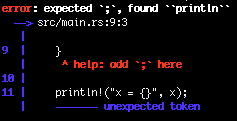 error: expected `;`, found ``println``
——> src/main.rs:9:3
|
9 | }
| ^ help: add `;` here
10 |
11 | println!("x = {}", x);
| ——————— unexpected token